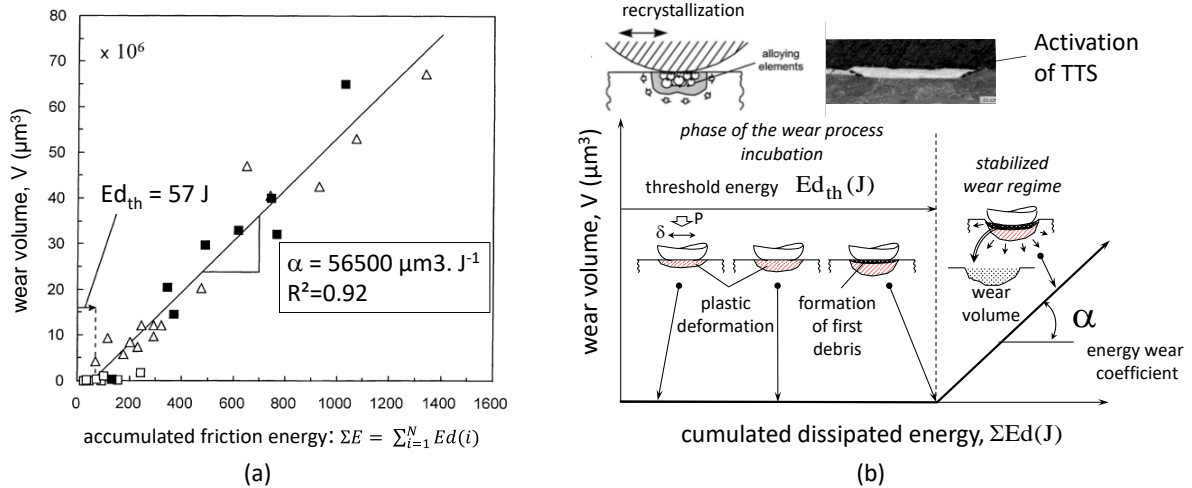 80
70
60
50
40
30
20
10
0
wear volume, V (µm³)
x 10⁶
Ed_th = 57 J
α = 56500 µm3. J⁻¹
R²=0.92
0 200 400 600 800 1000 1200 1400 1600
accumulated friction energy: ΣE = ∑_{i=1}^{N} Ed(i)
(a)
recrystallization
alloying
elements
Activation
of TTS
wear volume, V (µm³)
phase of the wear process
incubation
threshold energy Ed_th(J)
δ
P
plastic
deformation
formation
of first
debris
stabilized
wear regime
wear
volume
α
energy wear
coefficient
cumulated dissipated energy, ΣEd(J)
(b)